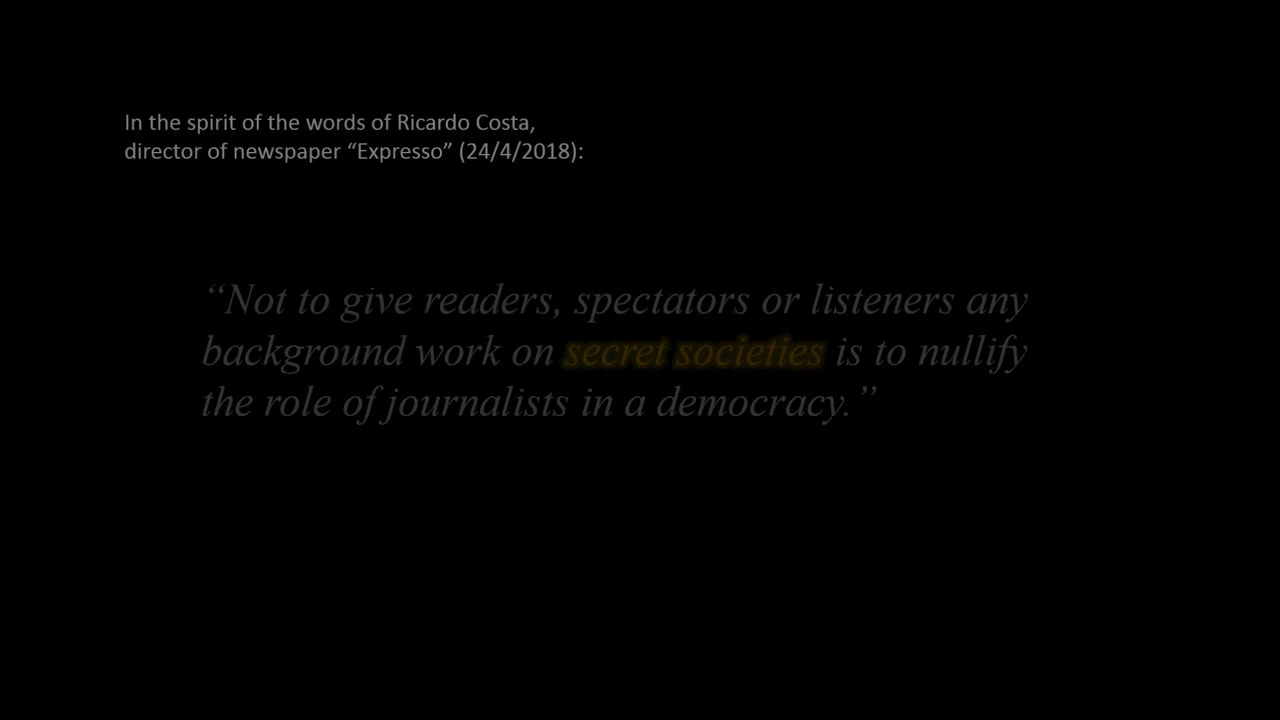 In the spirit of the words of Ricardo Costa,
director of newspaper “Expresso” (24/4/2018):
“Not to give readers, spectators or listeners any
background work on secret societies is to nullify
the role of journalists in a democracy.”